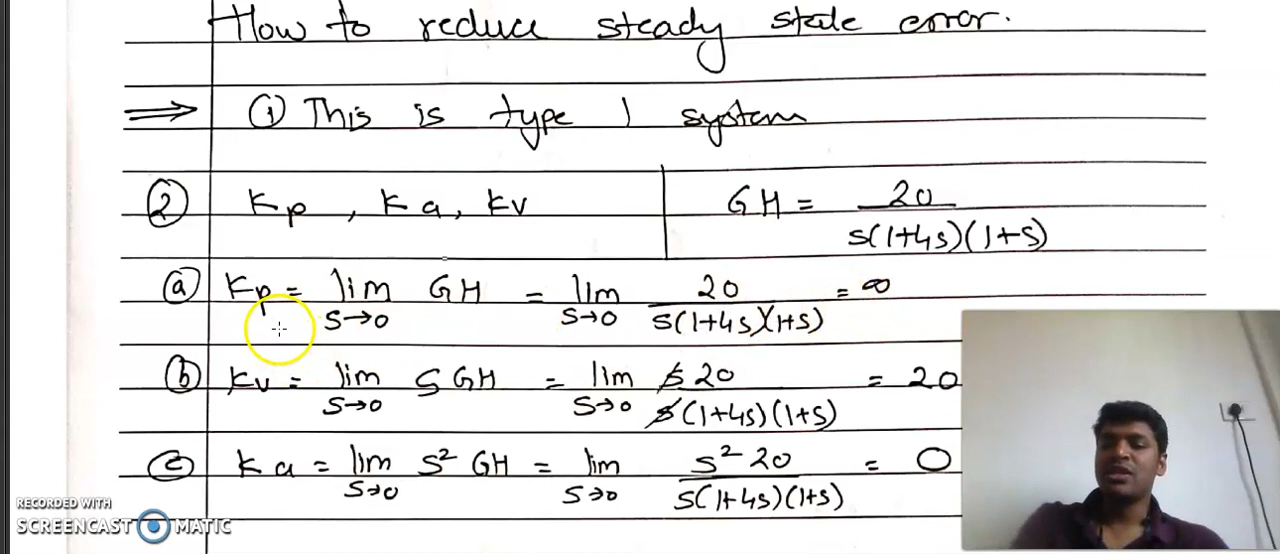 How to reduce steady state error.
⇒ ① This is type 1 system
② Kp, Ka, Kv GH = 20 / s(1+4s)(1+s)
ⓐ Kp = lim s→0 GH = lim s→0 20 / s(1+4s)(1+s) = ∞
ⓑ Kv = lim s→0 S GH = lim s→0 s 20 / s(1+4s)(1+s) = 20
ⓒ Ka = lim s→0 s² GH = lim s→0 s² 20 / s(1+4s)(1+s) = 0
RECORDED WITH
SCREENCAST MATIC